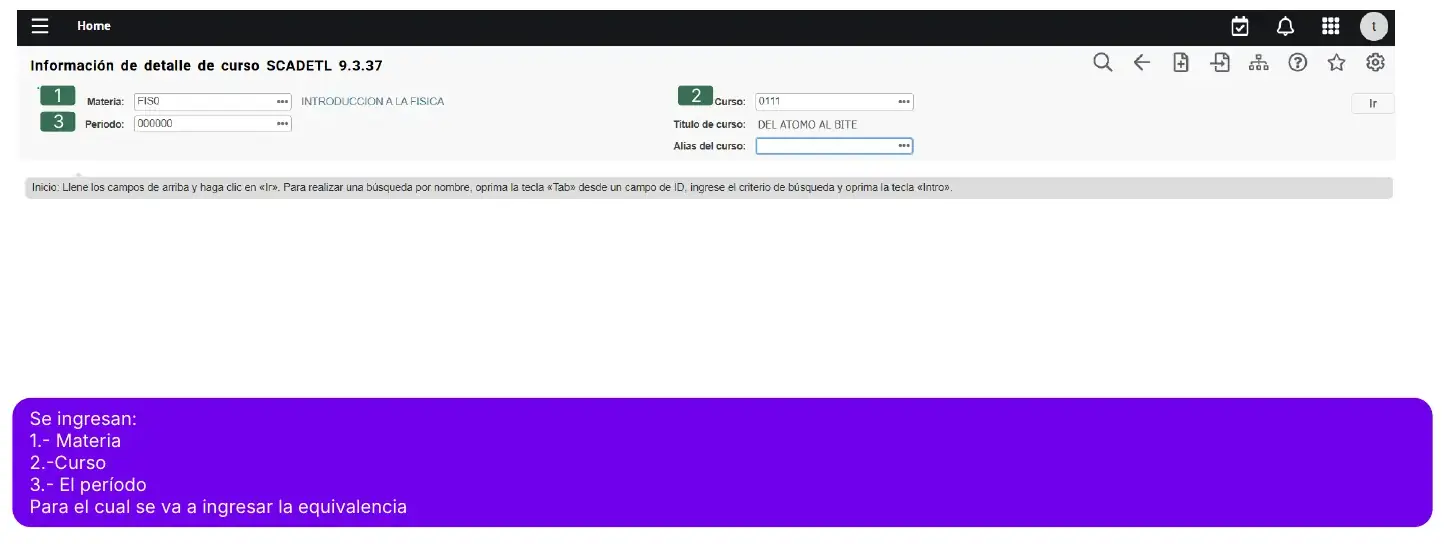 Home
t
Información de detalle de curso SCADETL 9.3.37
1 Materia: FIS0 ... INTRODUCCION A LA FISICA 2 Curso: 0111 ... Ir
3 Periodo: 000000 ... Título de curso: DEL ATOMO AL BITE
Alias del curso: ...
Inicio: Llene los campos de arriba y haga clic en «Ir». Para realizar una búsqueda por nombre, oprima la tecla «Tab» desde un campo de ID, ingrese el criterio de búsqueda y oprima la tecla «Intro».
Se ingresan:
1.- Materia
2.-Curso
3.- El período
Para el cual se va a ingresar la equivalencia